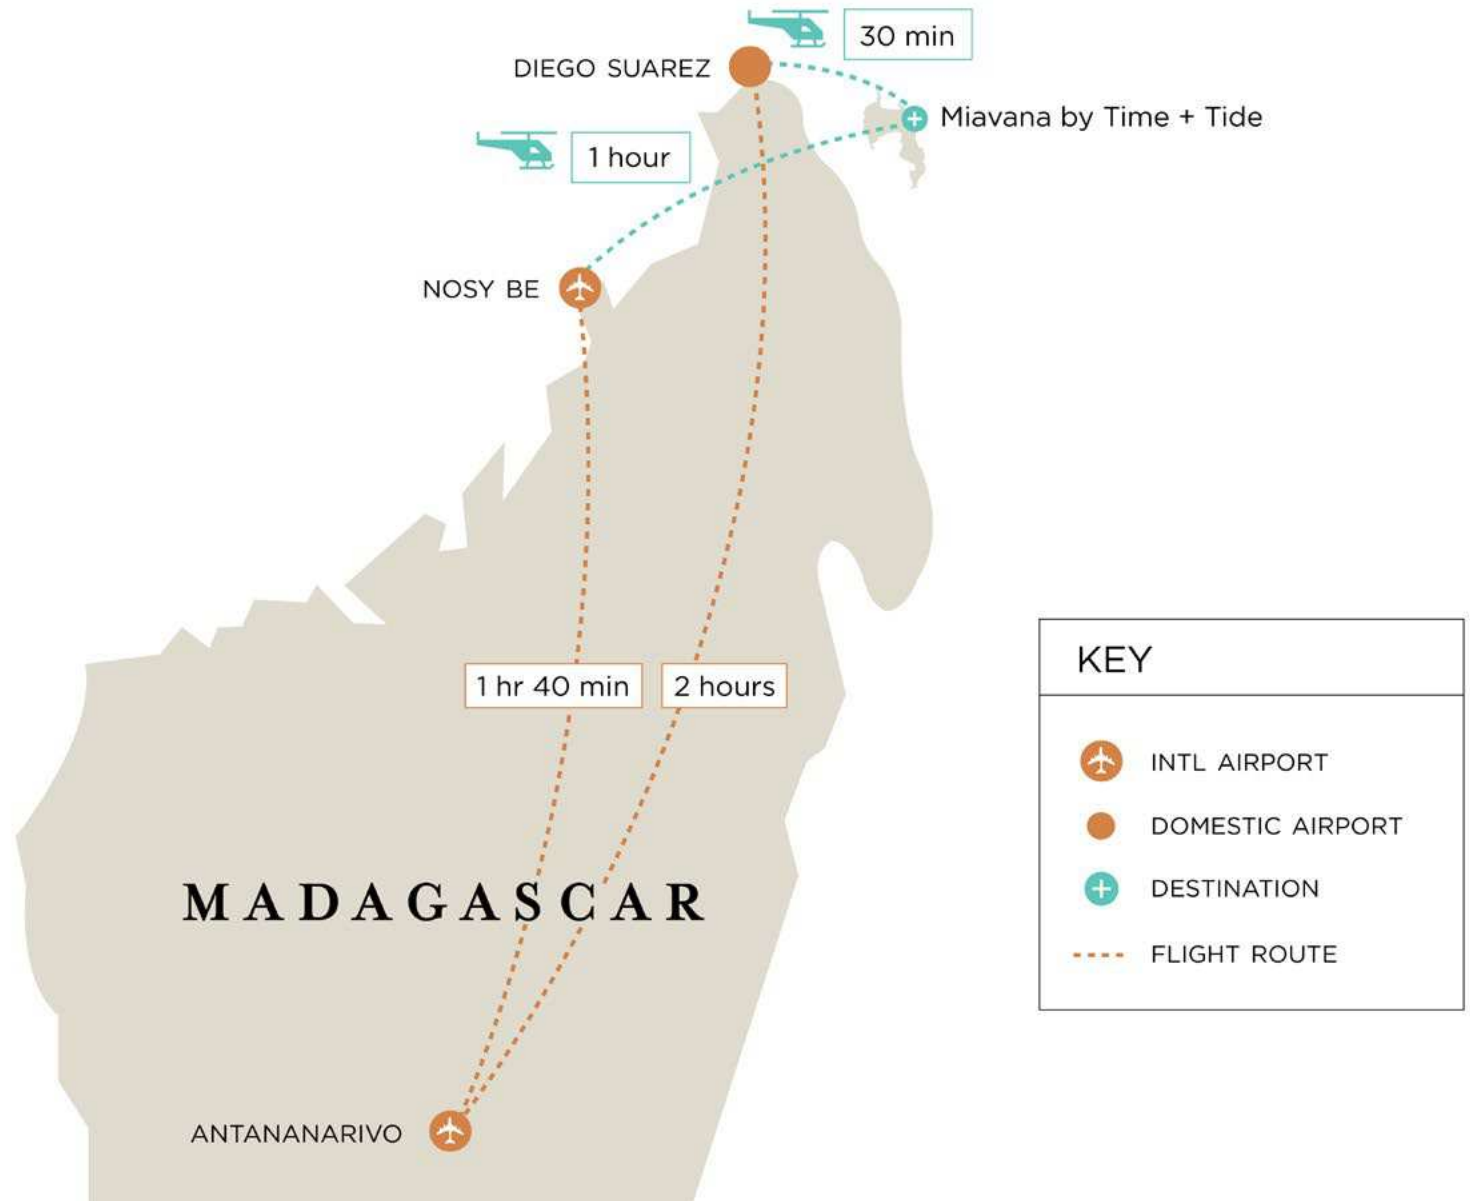 30 min
DIEGO SUAREZ
Miavana by Time + Tide
1 hour
NOSY BE
1 hr 40 min
2 hours
MADAGASCAR
ANTANANARIVO
KEY
INTL AIRPORT
DOMESTIC AIRPORT
DESTINATION
FLIGHT ROUTE